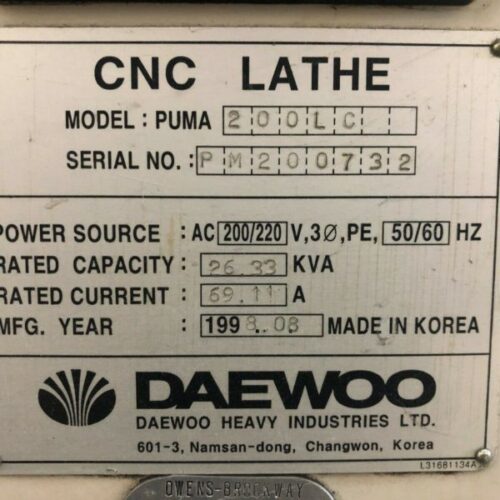 CNC LATHE
MODEL : PUMA 200LC
SERIAL NO. : PM200732
POWER SOURCE : AC 200/220 V, 3Ø, PE, 50/60 HZ
RATED CAPACITY : 26.33 KVA
RATED CURRENT : 69.11 A
MFG. YEAR : 1998.08 MADE IN KOREA
DAEWOO
DAEWOO HEAVY INDUSTRIES LTD.
601-3, Namsan-dong, Changwon, Korea
L31681134A
OWENS-BROCKWAY